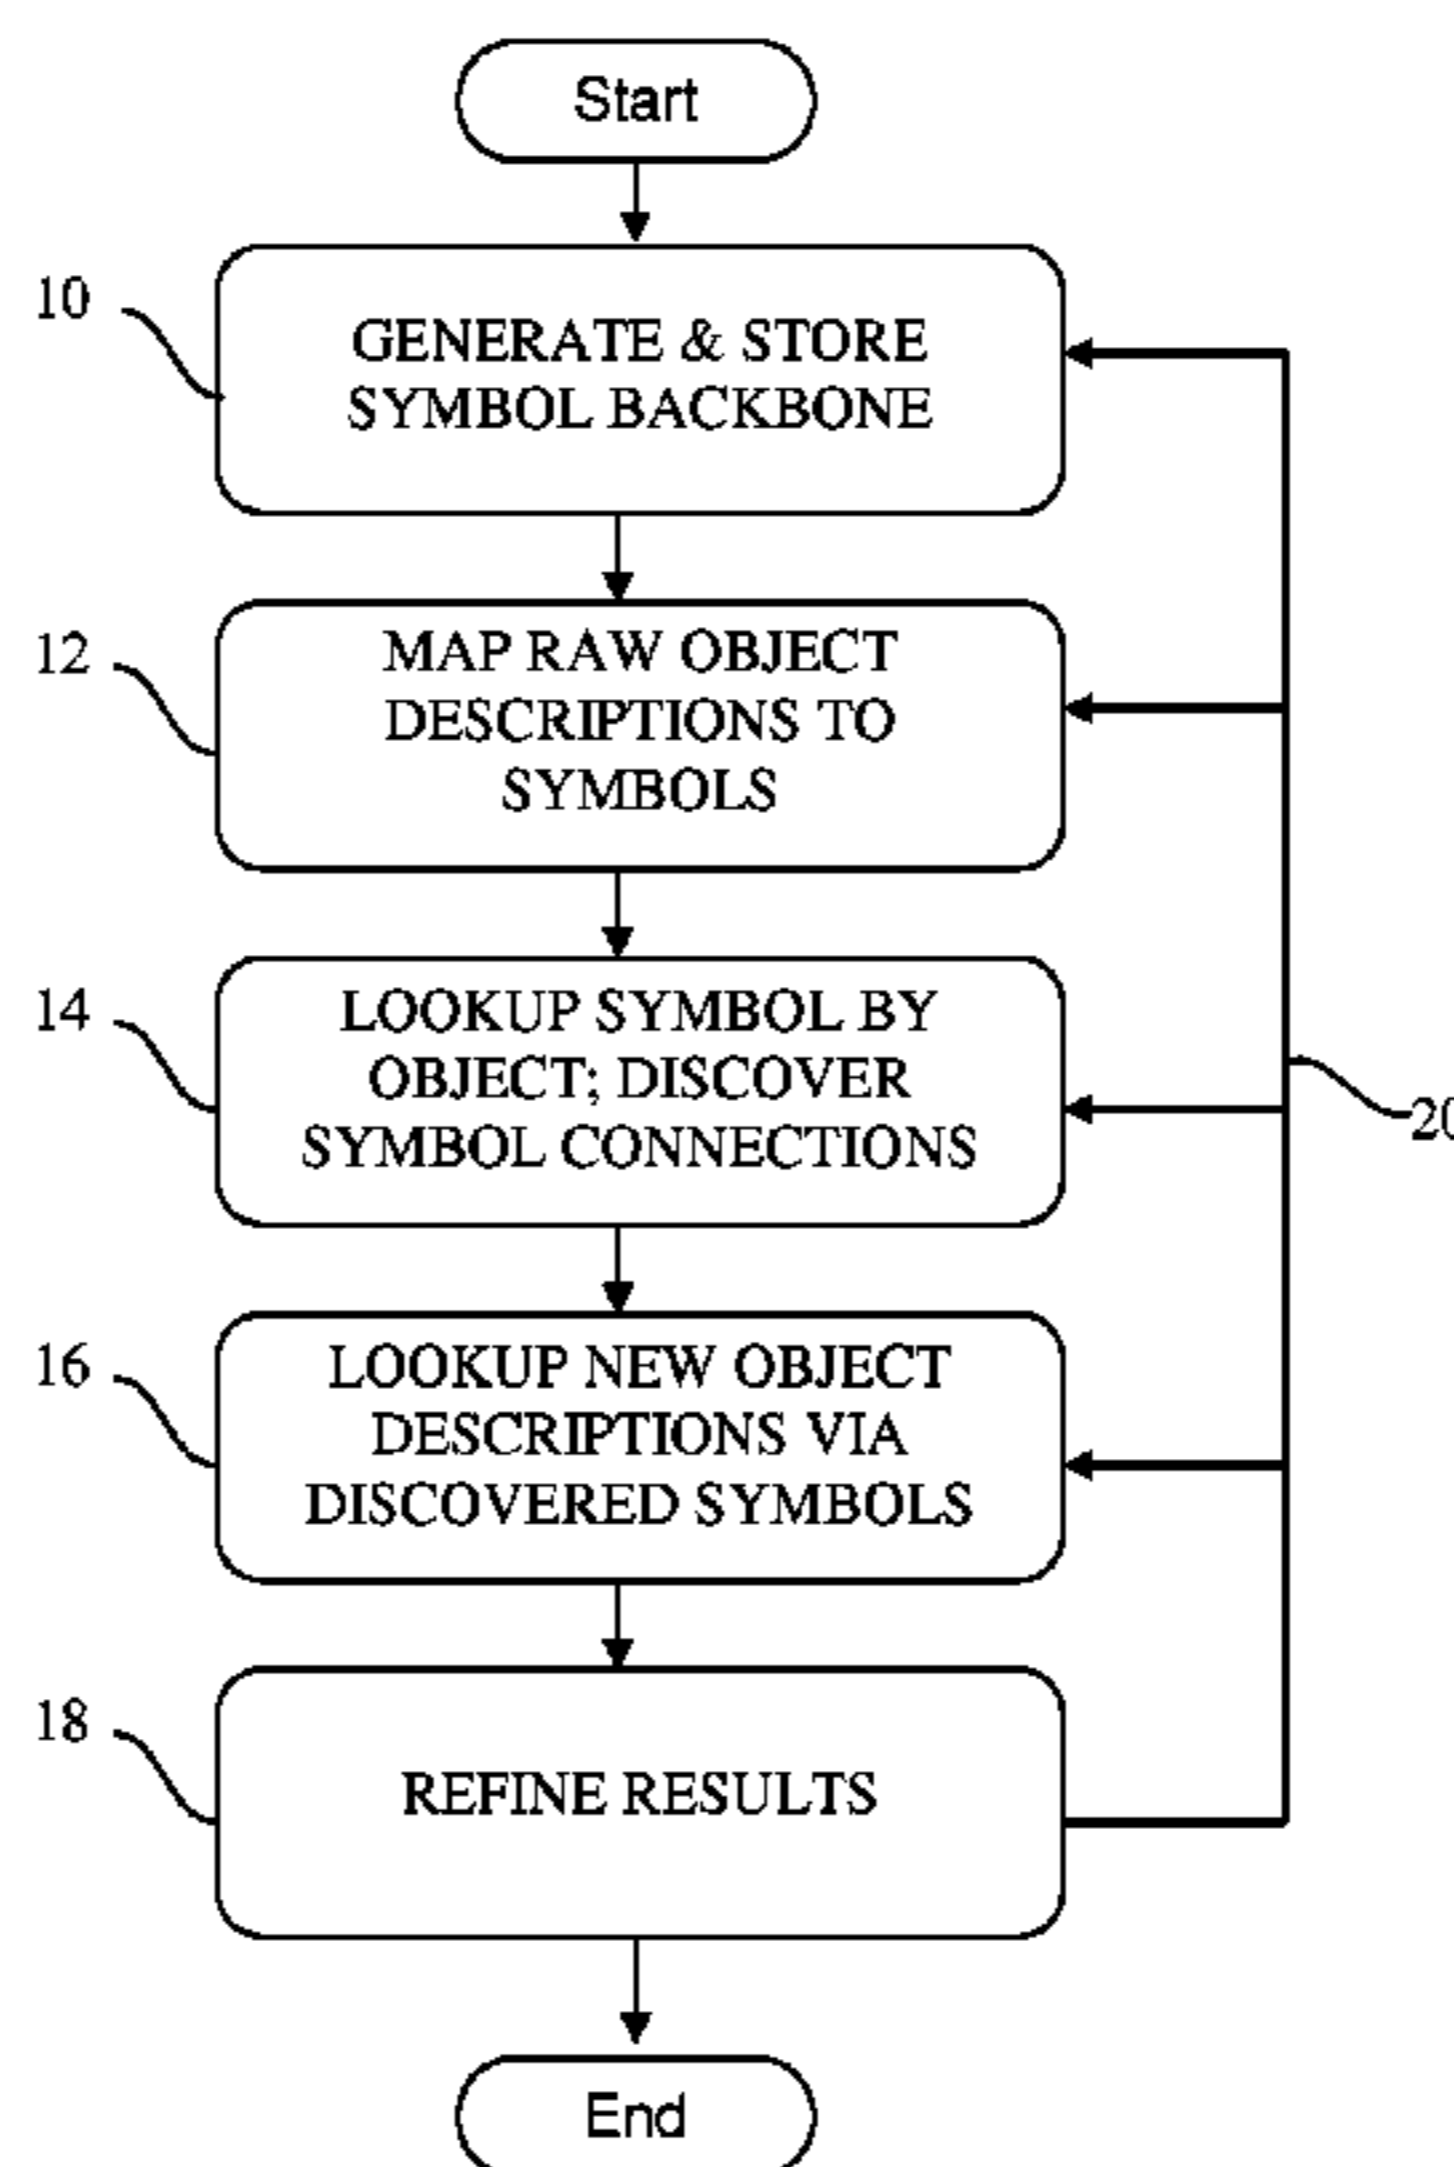 Start
10
GENERATE & STORE
SYMBOL BACKBONE
12
MAP RAW OBJECT
DESCRIPTIONS TO
SYMBOLS
14
LOOKUP SYMBOL BY
OBJECT; DISCOVER
SYMBOL CONNECTIONS
20
16
LOOKUP NEW OBJECT
DESCRIPTIONS VIA
DISCOVERED SYMBOLS
18
REFINE RESULTS
End